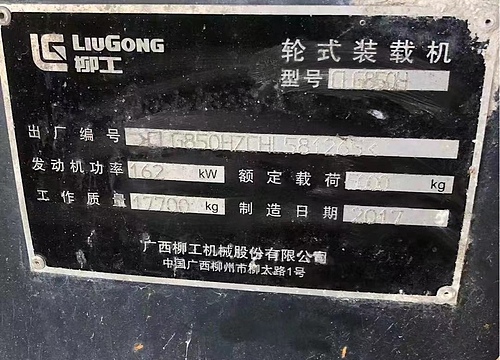 LiuGong 轮式装载机
柳工 型号 CLG850H
出厂编号
发动机功率 162 kW 额定载荷 kg
工作质量 17700 kg 制造日期 2017
广西柳工机械股份有限公司
中国广西柳州市柳太路1号